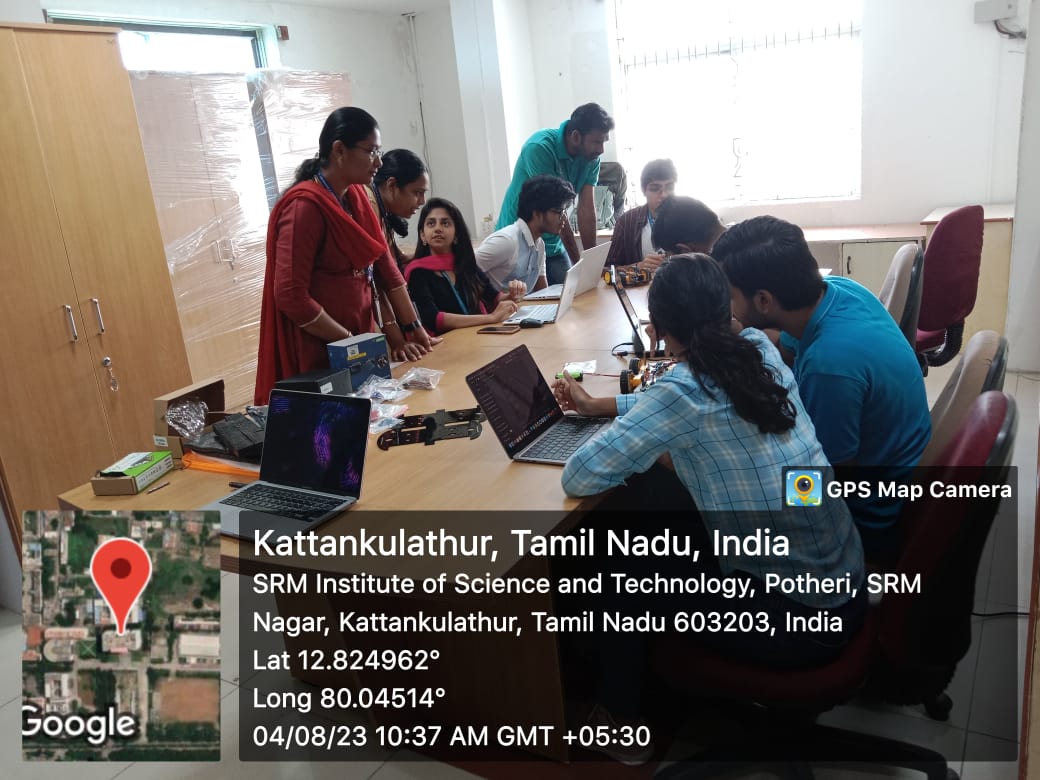 GPS Map Camera
Kattankulathur, Tamil Nadu, India
SRM Institute of Science and Technology, Potheri, SRM
Nagar, Kattankulathur, Tamil Nadu 603203, India
Lat 12.824962°
Long 80.04514°
04/08/23 10:37 AM GMT +05:30
Google